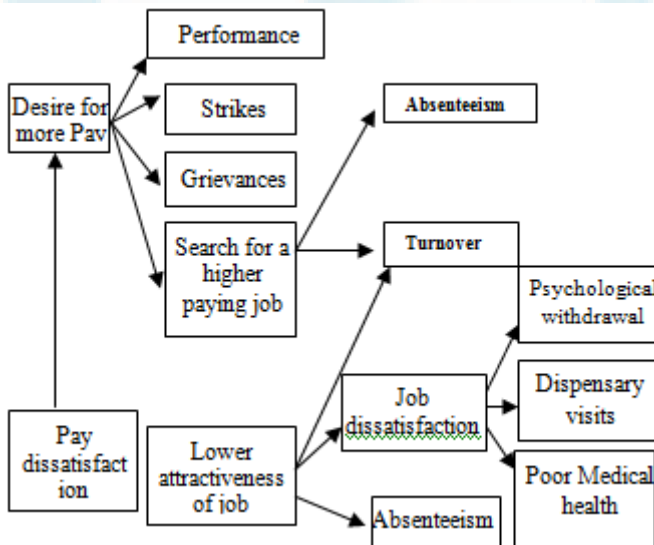 Performance
Desire for
more Pav
Strikes
Absenteeism
Grievances
Search for a
higher
paying job
Turnover
Psychological
withdrawal
Job
dissatisfaction
Dispensary
visits
Pay
dissatisfact
ion
Lower
attractiveness
of job
Absenteeism
Poor Medical
health